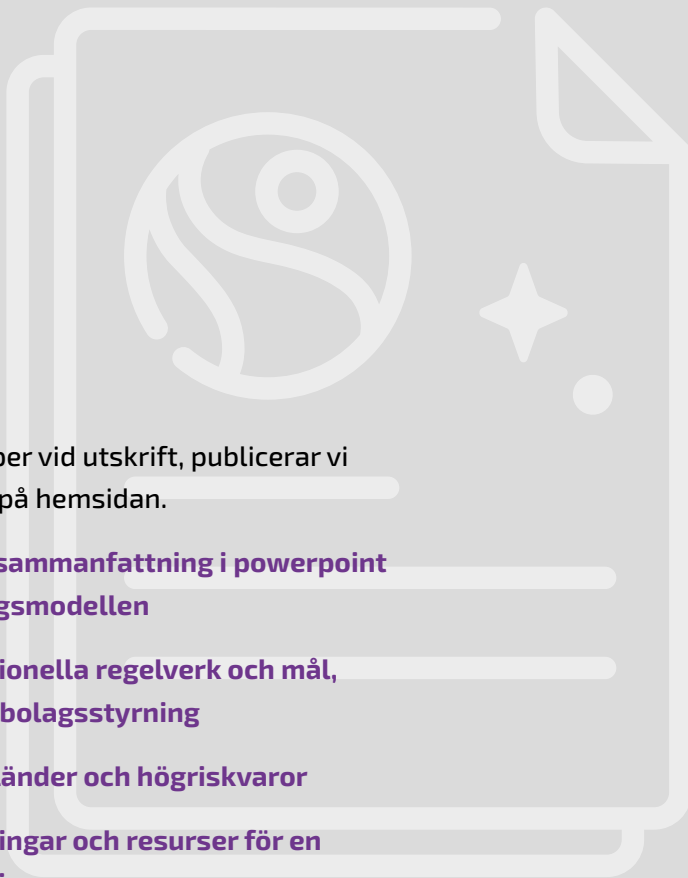 per vid utskrift, publicerar vi
på hemsidan.
sammanfattning i powerpoint
gsmodellen
ionella regelverk och mål,
bolagsstyrning
länder och högriskvaror
ingar och resurser för en